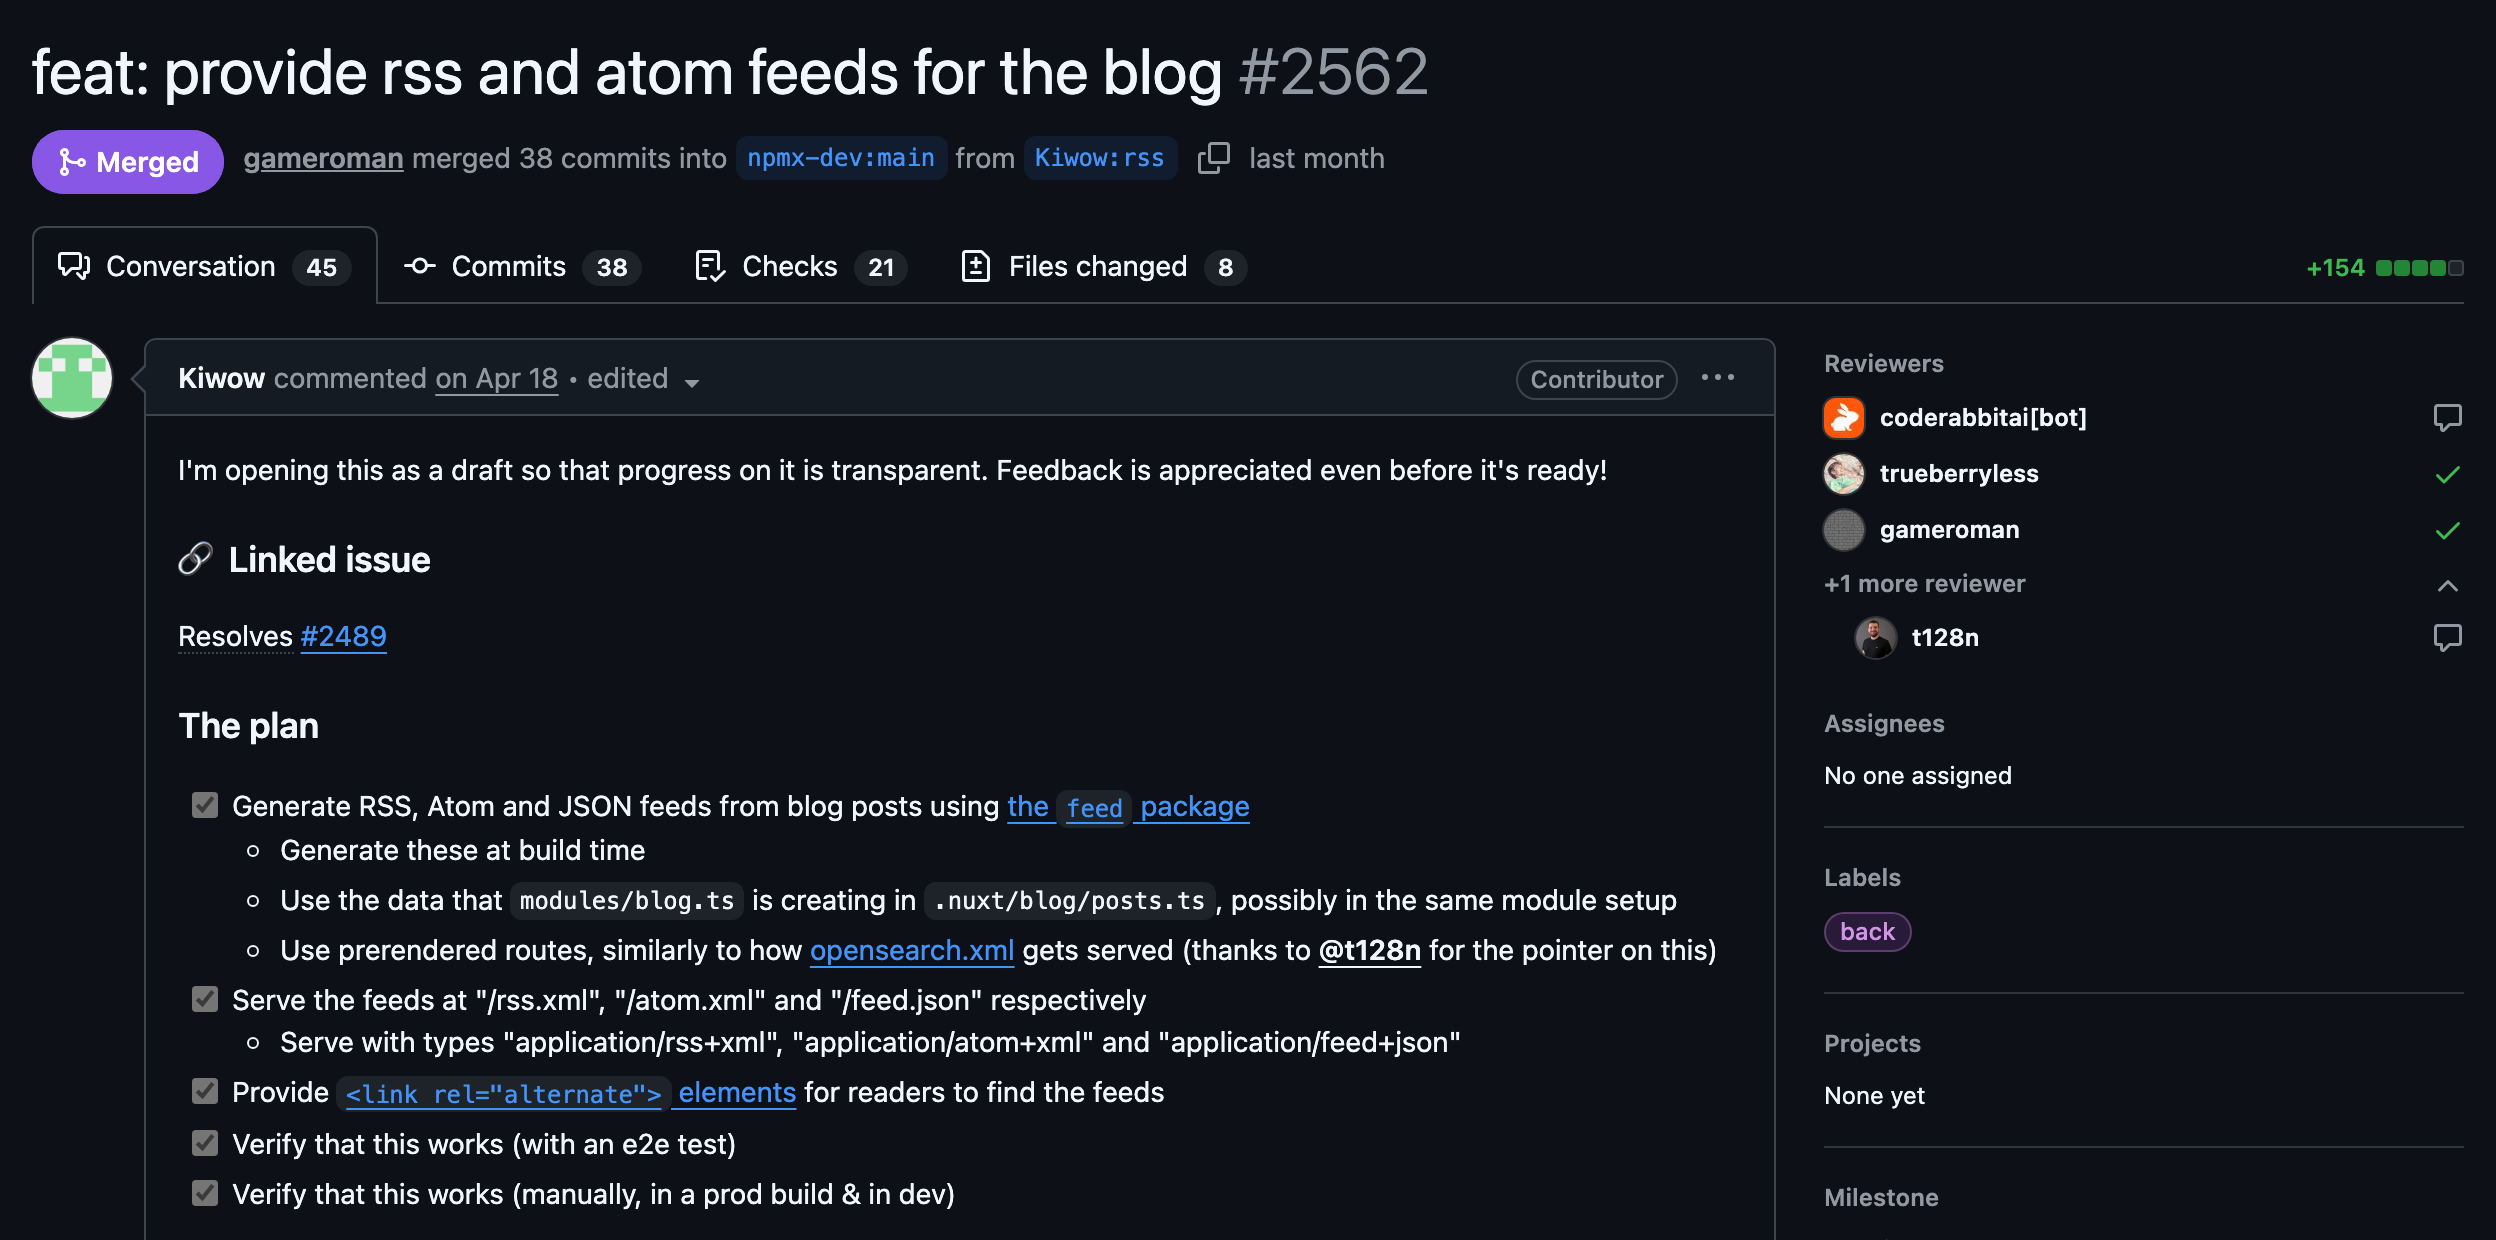 feat: provide rss and atom feeds for the blog #2562
Merged
gameroman merged 38 commits into npmx-dev:main from Kiwow:rss last month
Conversation 45
Commits 38
Checks 21
Files changed 8
+154
Kiwow commented on Apr 18 • edited
Contributor
I'm opening this as a draft so that progress on it is transparent. Feedback is appreciated even before it's ready!
🔗 Linked issue
Resolves #2489
The plan
Generate RSS, Atom and JSON feeds from blog posts using the feed package
Generate these at build time
Use the data that modules/blog.ts is creating in .nuxt/blog/posts.ts, possibly in the same module setup
Use prerendered routes, similarly to how opensearch.xml gets served (thanks to @t128n for the pointer on this)
Serve the feeds at "/rss.xml", "/atom.xml" and "/feed.json" respectively
Serve with types "application/rss+xml", "application/atom+xml" and "application/feed+json"
Provide <link rel="alternate"> elements for readers to find the feeds
Verify that this works (with an e2e test)
Verify that this works (manually, in a prod build & in dev)
Reviewers
coderabbitai[bot]
trueberryless
gameroman
+1 more reviewer
t128n
Assignees
No one assigned
Labels
back
Projects
None yet
Milestone